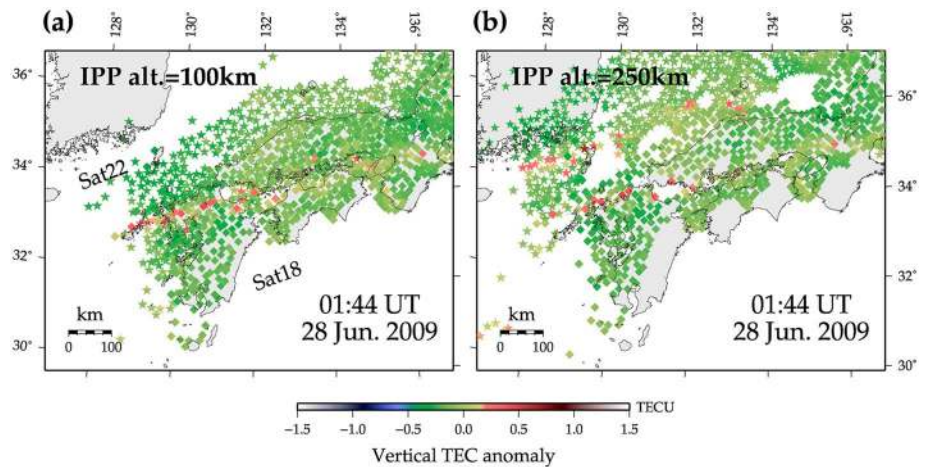 (a)
128°
130°
132°
134°
131°
IPP alt.=100km
36°
34°
32°
30°
Sat22
Sat18
km
0 100
01:44 UT
28 Jun. 2009
(b)
128°
130°
132°
134°
131°
IPP alt.=250km
36°
34°
32°
30°
km
0 100
01:44 UT
28 Jun. 2009
TECU
−1.5 −1.0 −0.5 0.0 0.5 1.0 1.5
Vertical TEC anomaly